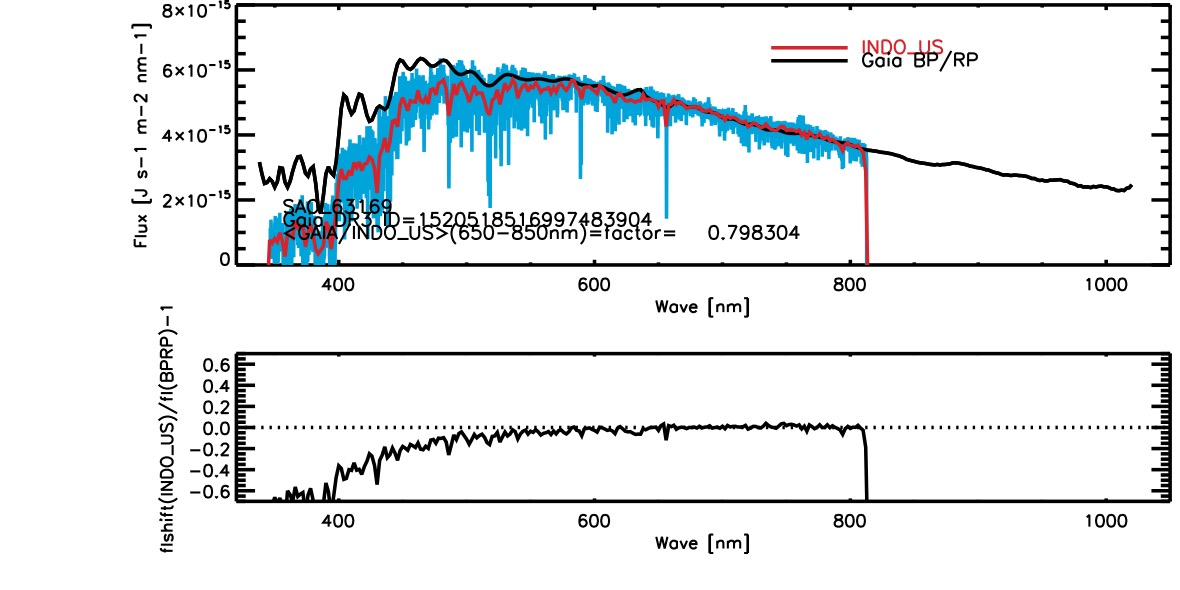 8×10⁻¹⁵
6×10⁻¹⁵
4×10⁻¹⁵
2×10⁻¹⁵
0
Flux [J s−1 m−2 nm−1]
INDO_US
Gaia BP/RP
SAO_63169
Gaia DR3 ID=1520518516997483904
<GAIA/INDO_US>(650−850nm)=factor= 0.798304
400 600 800 1000
Wave [nm]
flshift(INDO_US)/fl(BPRP)−1
0.6
0.4
0.2
0.0
−0.2
−0.4
−0.6
400 600 800 1000
Wave [nm]